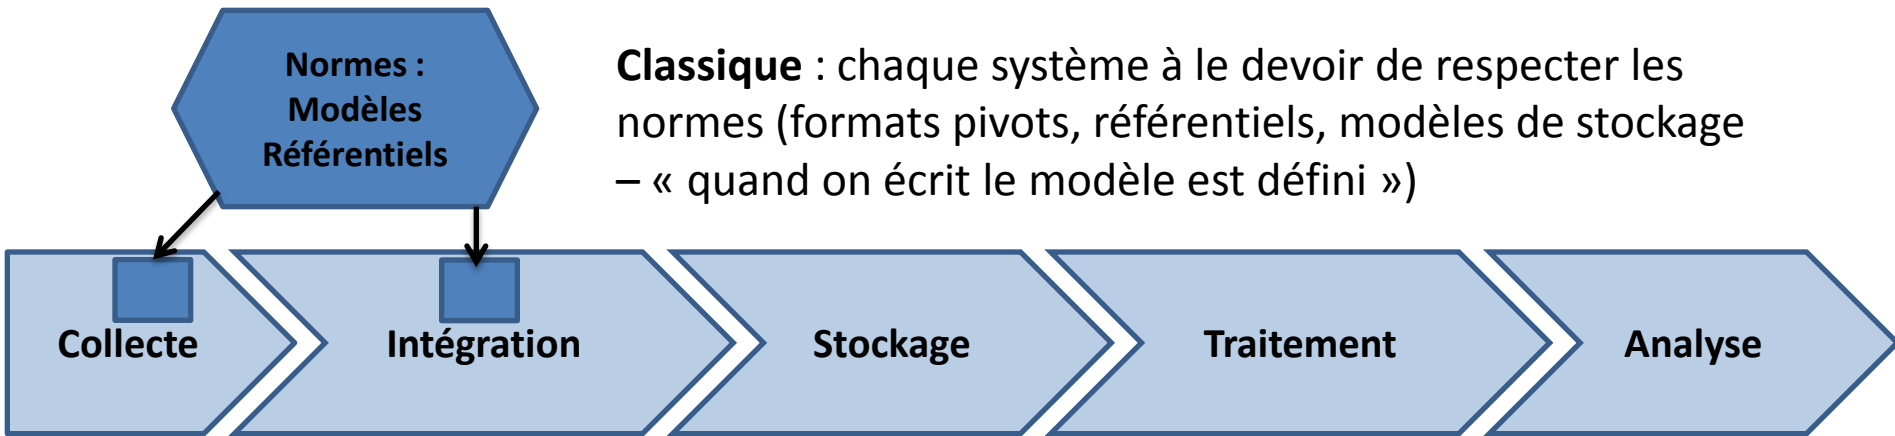 Normes :
Modèles
Référentiels
Classique : chaque système à le devoir de respecter les
normes (formats pivots, référentiels, modèles de stockage
– « quand on écrit le modèle est défini »)
Collecte
Intégration
Stockage
Traitement
Analyse